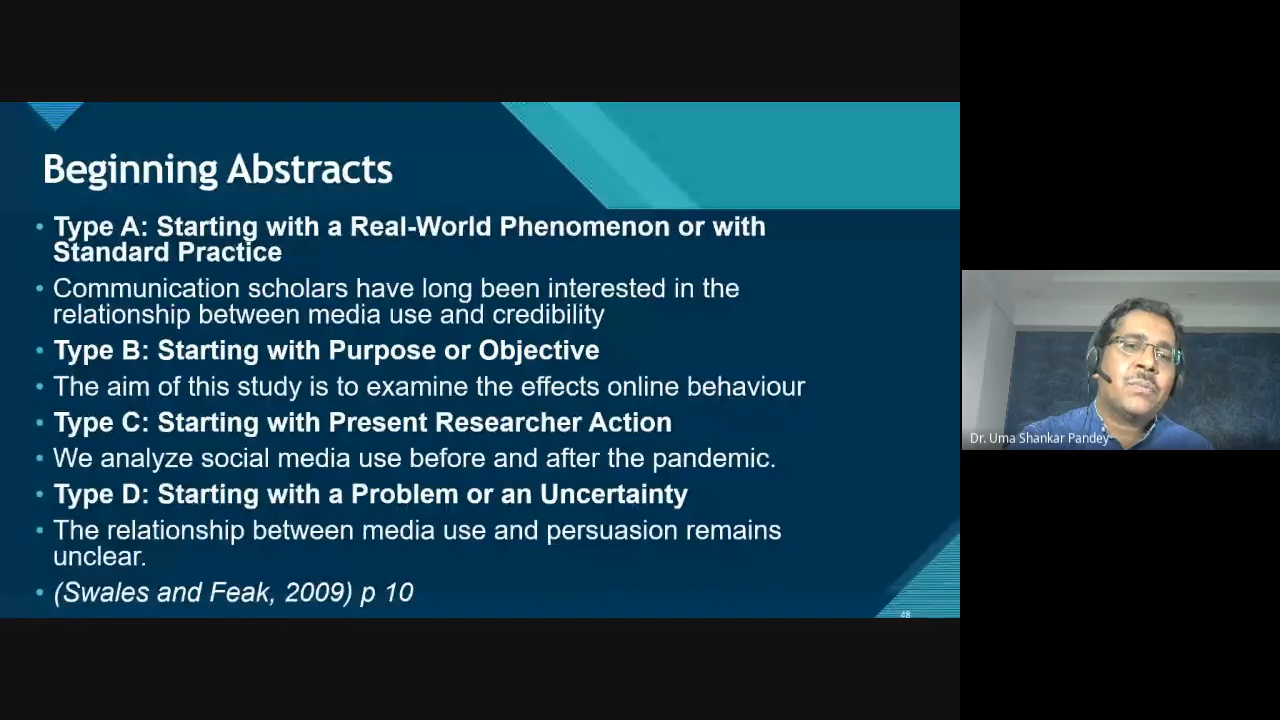 Beginning Abstracts
• Type A: Starting with a Real-World Phenomenon or with
Standard Practice
• Communication scholars have long been interested in the
relationship between media use and credibility
• Type B: Starting with Purpose or Objective
• The aim of this study is to examine the effects online behaviour
• Type C: Starting with Present Researcher Action
• We analyze social media use before and after the pandemic.
• Type D: Starting with a Problem or an Uncertainty
• The relationship between media use and persuasion remains
unclear.
• (Swales and Feak, 2009) p 10
48
Dr. Uma Shankar Pandey